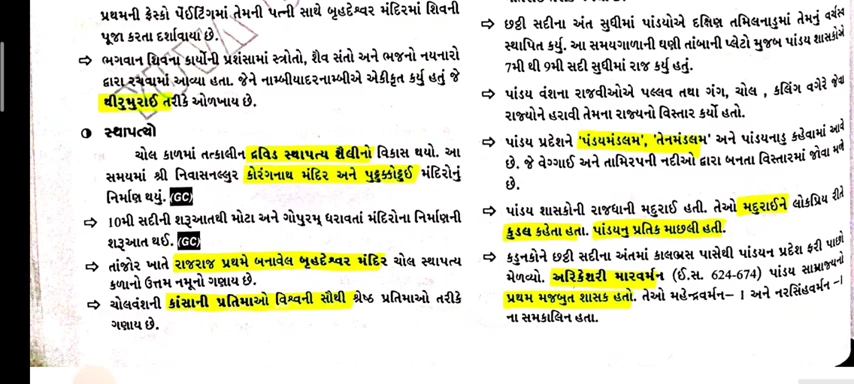 પ્રથમની ફ્રેસ્કો પેંઈટિંગમાં તેમની પત્ની સાથે બૃહદેશ્વર મંદિરમાં શિવની
પૂજા કરતા દર્શાવાયા છે.
⇨ ભગવાન શિવના કાર્યોની પ્રશંસામાં સ્ત્રોતો, શૈવ સંતો અને ભજનો નયનારો
દ્વારા રચવામાં આવ્યા હતા. જેને નામ્બીયાદરનામ્બીએ એકીકૃત કર્યું હતું જે
થીરુમુરાઈ તરીકે ઓળખાય છે.
સ્થાપત્યો
ચોલ કાળમાં તત્કાલીન દ્રવિડ સ્થાપત્ય શૈલીનો વિકાસ થયો. આ
સમયમાં શ્રી નિવાસનલ્લુર કોરંગનાથ મંદિર અને પુદુક્કોટ્ટુઈ મંદિરોનું
નિર્માણ થયું. (GC)
⇨ 10મી સદીની શરૂઆતથી મોટા અને ગોપુરમ્ ધરાવતાં મંદિરોના નિર્માણની
શરૂઆત થઈ. (GC)
⇨ તાંજોર ખાતે રાજરાજ પ્રથમે બનાવેલ બૃહદેશ્વર મંદિર ચોલ સ્થાપત્ય
કળાનો ઉત્તમ નમૂનો ગણાય છે.
⇨ ચોલવંશની કાંસાની પ્રતિમાઓ વિશ્વની સૌથી શ્રેષ્ઠ પ્રતિમાઓ તરીકે
ગણાય છે.
⇨ છઠ્ઠી સદીના અંત સુધીમાં પાંડયોએ દક્ષિણ તમિલનાડુમાં તેમનું વર્ચસ્વ
સ્થાપિત કર્યું. આ સમયગાળાની ઘણી તાંબાની પ્લેટો મુજબ પાંડય શાસકોએ
7મી થી 9મી સદી સુધીમાં રાજ કર્યું હતું.
⇨ પાંડય વંશના રાજવીઓએ પલ્લવ તથા ગંગ, ચોલ , કલિંગ વગેરે જેવા
રાજ્યોને હરાવી તેમના રાજ્યનો વિસ્તાર કર્યો હતો.
⇨ પાંડય પ્રદેશને 'પંડયમંડલમ', 'તેનમંડલમ' અને પાંડયનાડુ કહેવામાં આવે
છે. જે વેગ્ગાઈ અને તામિરપની નદીઓ દ્વારા બનતા વિસ્તારમાં જોવા મળે
છે.
⇨ પાંડય શાસકોની રાજધાની મદુરાઈ હતી. તેઓ મદુરાઈને લોકપ્રિય રીતે
કુડલ કહેતા હતા. પાંડયનુ પ્રતિક માછલી હતી.
⇨ કડુનકોને છઠ્ઠી સદીના અંતમાં કાલભ્રસ પાસેથી પાંડયન પ્રદેશ ફરી પાછો
મેળવ્યો. અરિકેશરી મારવર્મન (ઈ.સ. 624-674) પાંડય સામ્રાજ્યનો
પ્રથમ મજબુત શાસક હતો. તેઓ મહેન્દ્રવર્મન– 1 અને નરસિંહવર્મન –1
ના સમકાલિન હતા.